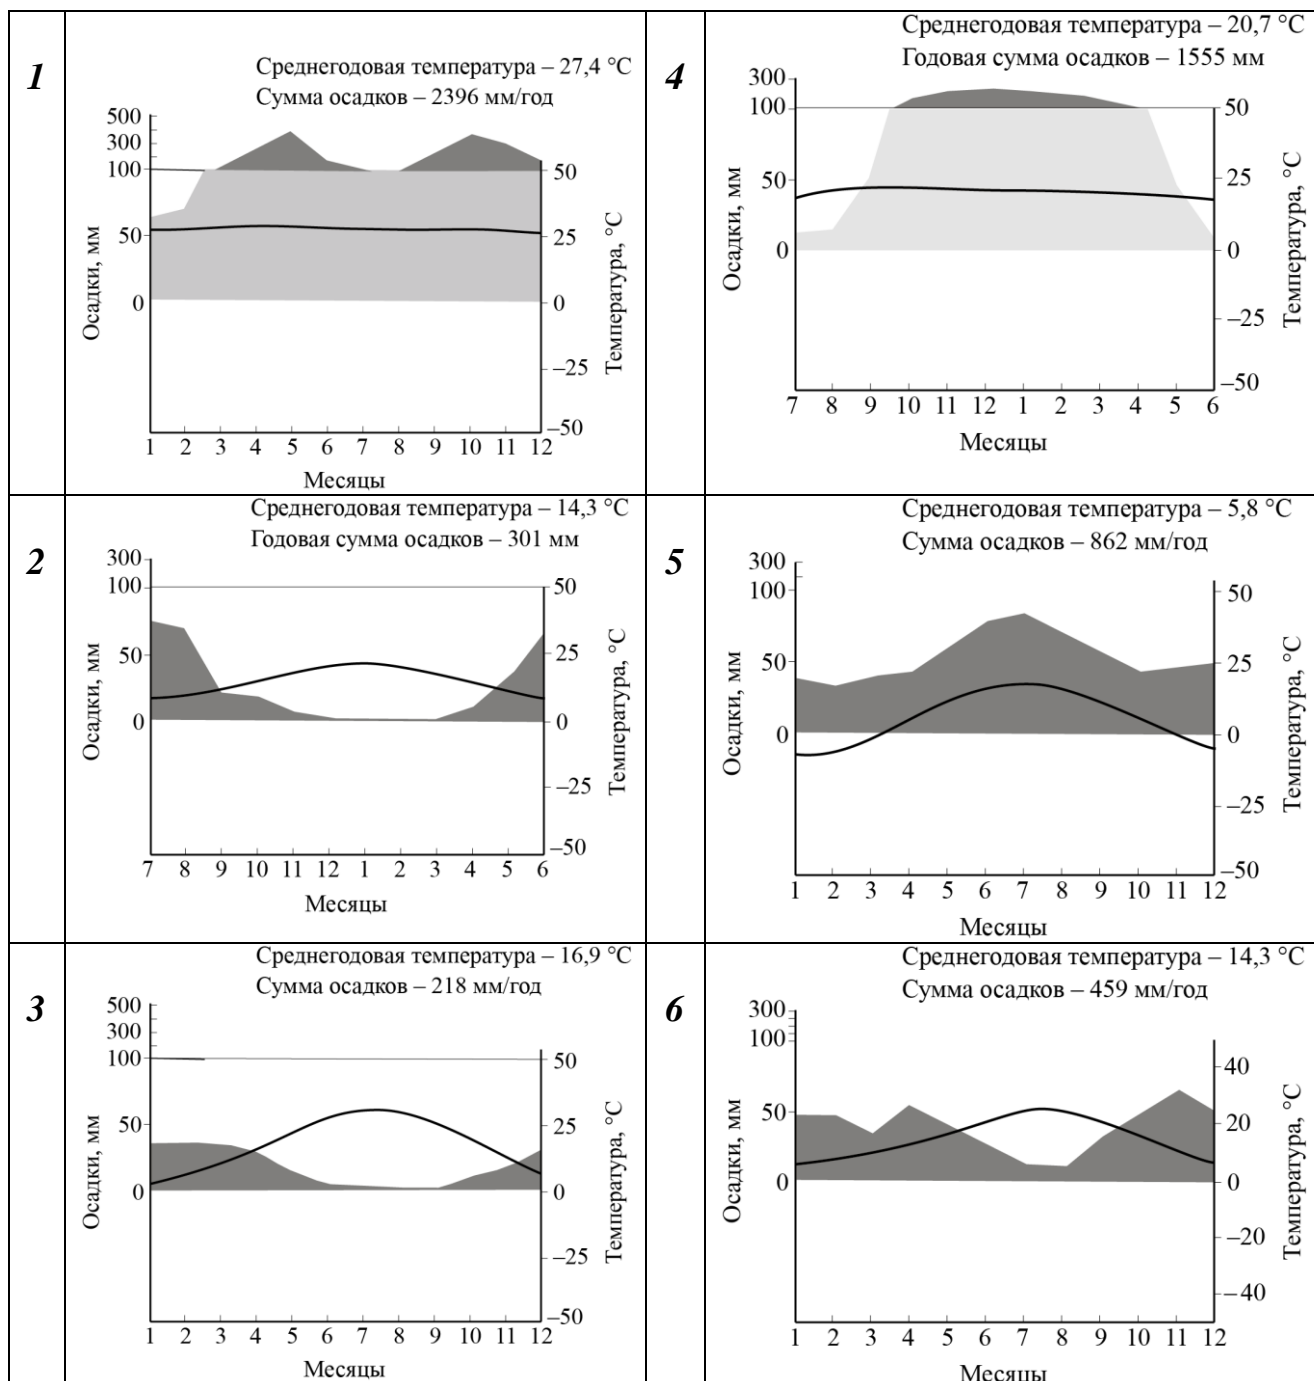 1
Среднегодовая температура – 27,4 °C
Сумма осадков – 2396 мм/год
500
300
100
50
0
Осадки, мм
50
25
0
–25
–50
Температура, °C
1 2 3 4 5 6 7 8 9 10 11 12
Месяцы
4
Среднегодовая температура – 20,7 °C
Годовая сумма осадков – 1555 мм
300
100
50
0
Осадки, мм
50
25
0
–25
–50
Температура, °C
7 8 9 10 11 12 1 2 3 4 5 6
Месяцы
2
Среднегодовая температура – 14,3 °C
Годовая сумма осадков – 301 мм
300
100
50
0
Осадки, мм
50
25
0
–25
–50
Температура, °C
7 8 9 10 11 12 1 2 3 4 5 6
Месяцы
5
Среднегодовая температура – 5,8 °C
Сумма осадков – 862 мм/год
300
100
50
0
Осадки, мм
50
25
0
–25
–50
Температура, °C
1 2 3 4 5 6 7 8 9 10 11 12
Месяцы
3
Среднегодовая температура – 16,9 °C
Сумма осадков – 218 мм/год
500
300
100
50
0
Осадки, мм
50
25
0
–25
–50
Температура, °C
1 2 3 4 5 6 7 8 9 10 11 12
Месяцы
6
Среднегодовая температура – 14,3 °C
Сумма осадков – 459 мм/год
300
100
50
0
Осадки, мм
40
20
0
–20
–40
Температура, °C
1 2 3 4 5 6 7 8 9 10 11 12
Месяцы